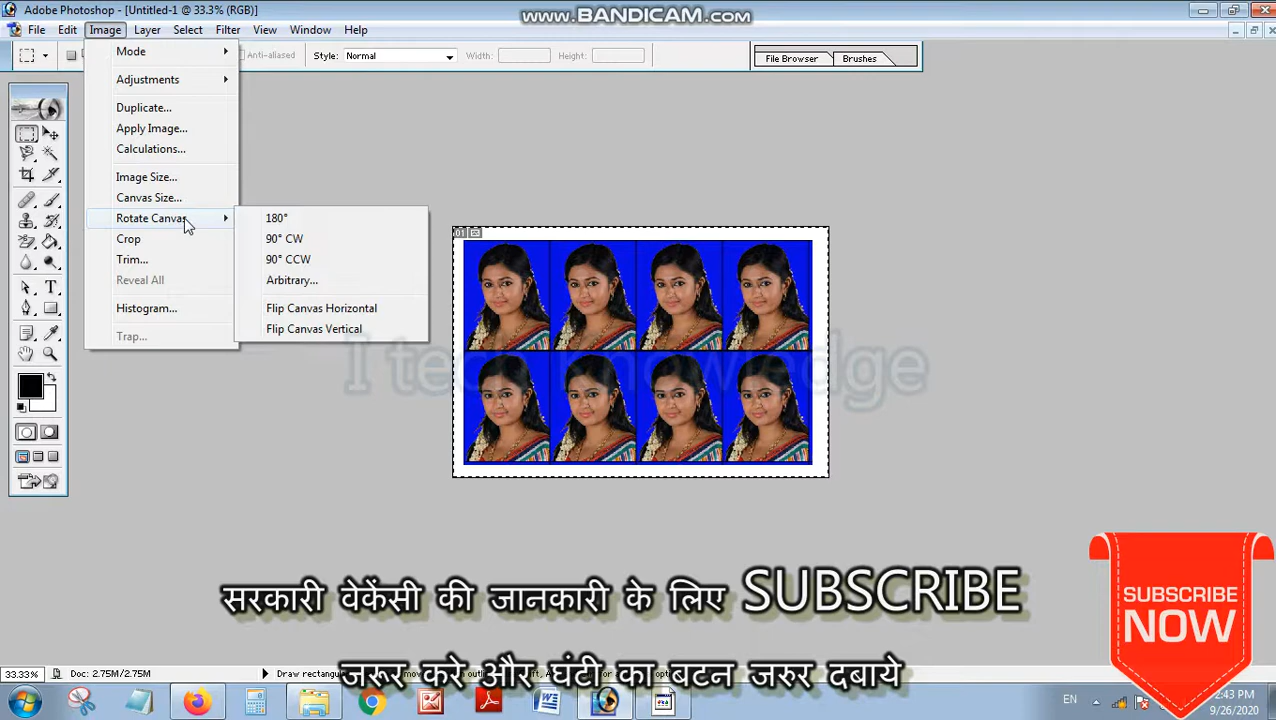 Adobe Photoshop - [Untitled-1 @ 33.3% (RGB)]
www.BANDICAM.com
File Edit Image Layer Select Filter View Window Help
Anti-aliased Style: Normal Width: Height: File Browser Brushes
Mode
Adjustments
Duplicate...
Apply Image...
Calculations...
Image Size...
Canvas Size...
Rotate Canvas
Crop
Trim...
Reveal All
Histogram...
Trap...
180°
90° CW
90° CCW
Arbitrary...
Flip Canvas Horizontal
Flip Canvas Vertical
01
I tech knowledge
सरकारी वेकेंसी की जानकारी के लिए SUBSCRIBE
जरूर करे और घंटी का बटन जरुर दबाये
SUBSCRIBE
NOW
33.33% Doc: 2.75M/2.75M Draw rectangular
EN
2:43 PM
9/26/2020